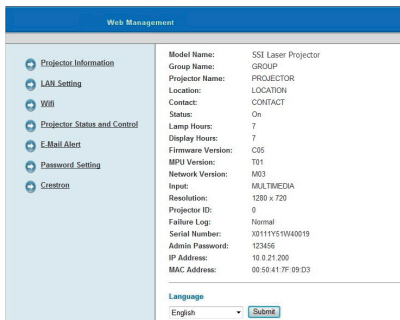 Web Management
Projector Information
LAN Setting
Wifi
Projector Status and Control
E-Mail Alert
Password Setting
Crestron
Model Name: SSI Laser Projector
Group Name: GROUP
Projector Name: PROJECTOR
Location: LOCATION
Contact: CONTACT
Status: On
Lamp Hours: 7
Display Hours: 7
Firmware Version: C05
MPU Version: T01
Network Version: M03
Input: MULTIMEDIA
Resolution: 1280 x 720
Projector ID: 0
Failure Log: Normal
Serial Number: X0111Y51W40019
Admin Password: 123456
IP Address: 10.0.21.200
MAC Address: 00:50:41:7F:09:D3
Language
English Submit